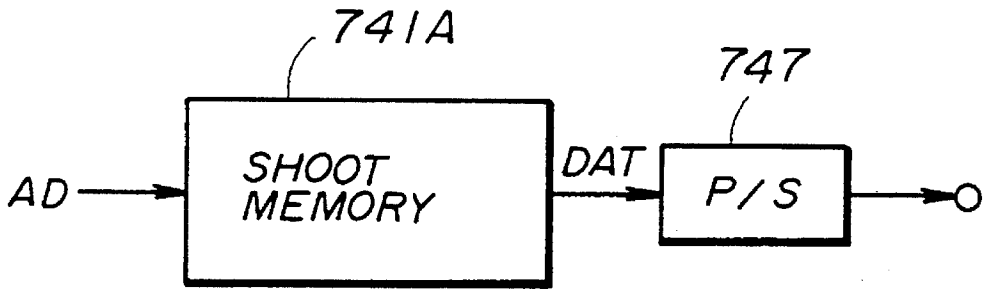 741A
747
AD
SHOOT
MEMORY
DAT
P/S